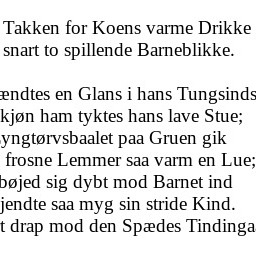 Takken for Koens varme Drikke
snart to spillende Barneblikke.
ændtes en Glans i hans Tungsinds
kjøn ham tyktes hans lave Stue;
yngtørvsbaalet paa Gruen gik
frosne Lemmer saa varm en Lue;
bøjed sig dybt mod Barnet ind
jendte saa myg sin stride Kind.
t drap mod den Spædes Tindinga